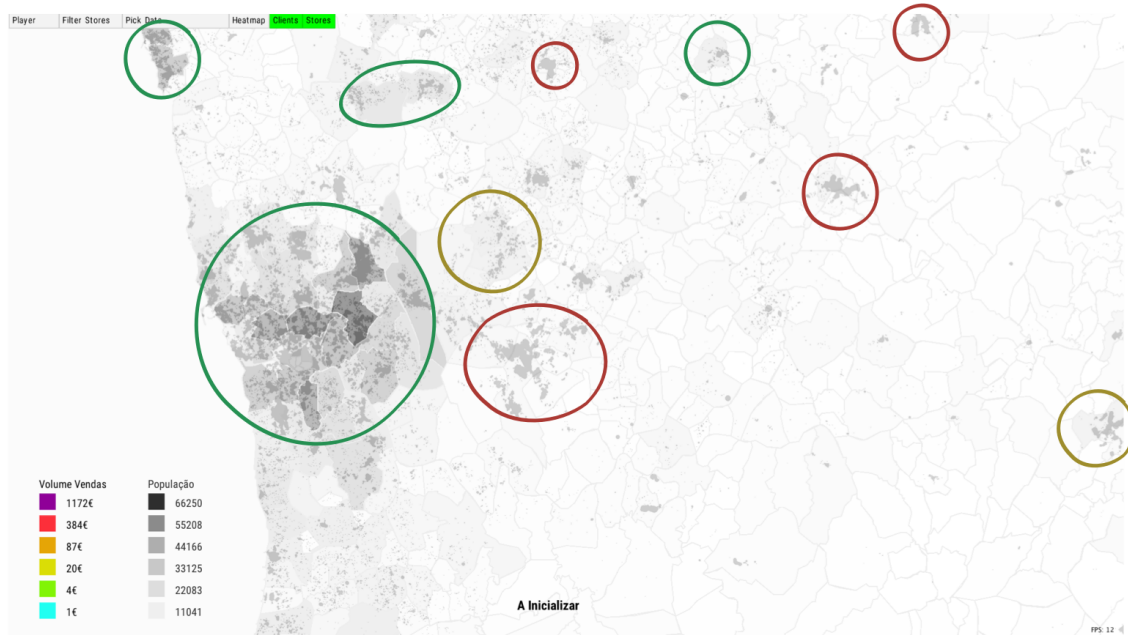 Player Filter Stores Pick Date Heatmap Clients Stores
Volume Vendas
1172€
384€
87€
20€
4€
1€
População
66250
55208
44166
33125
22083
11041
A Inicializar
FPS: 12